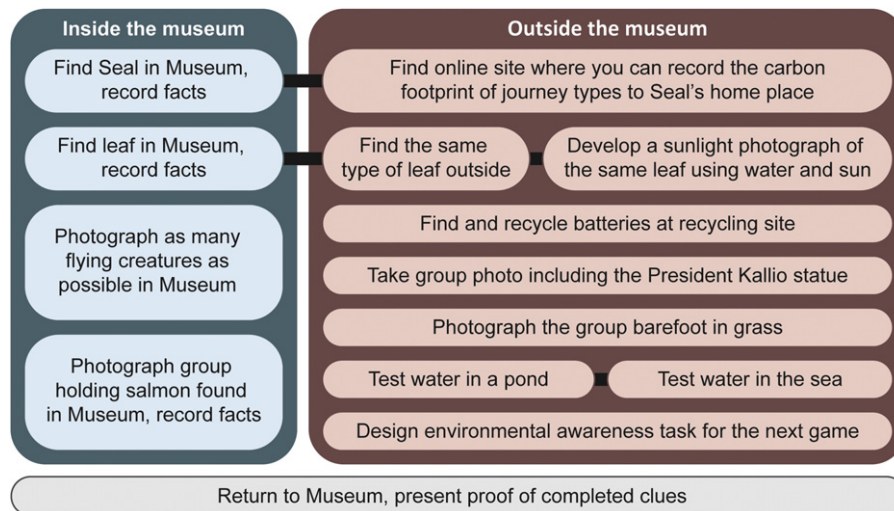 Inside the museum
Find Seal in Museum,
record facts
Find leaf in Museum,
record facts
Photograph as many
flying creatures as
possible in Museum
Photograph group
holding salmon found
in Museum, record facts
Outside the museum
Find online site where you can record the carbon
footprint of journey types to Seal's home place
Find the same
type of leaf outside
Develop a sunlight photograph of
the same leaf using water and sun
Find and recycle batteries at recycling site
Take group photo including the President Kallio statue
Photograph the group barefoot in grass
Test water in a pond
Test water in the sea
Design environmental awareness task for the next game
Return to Museum, present proof of completed clues